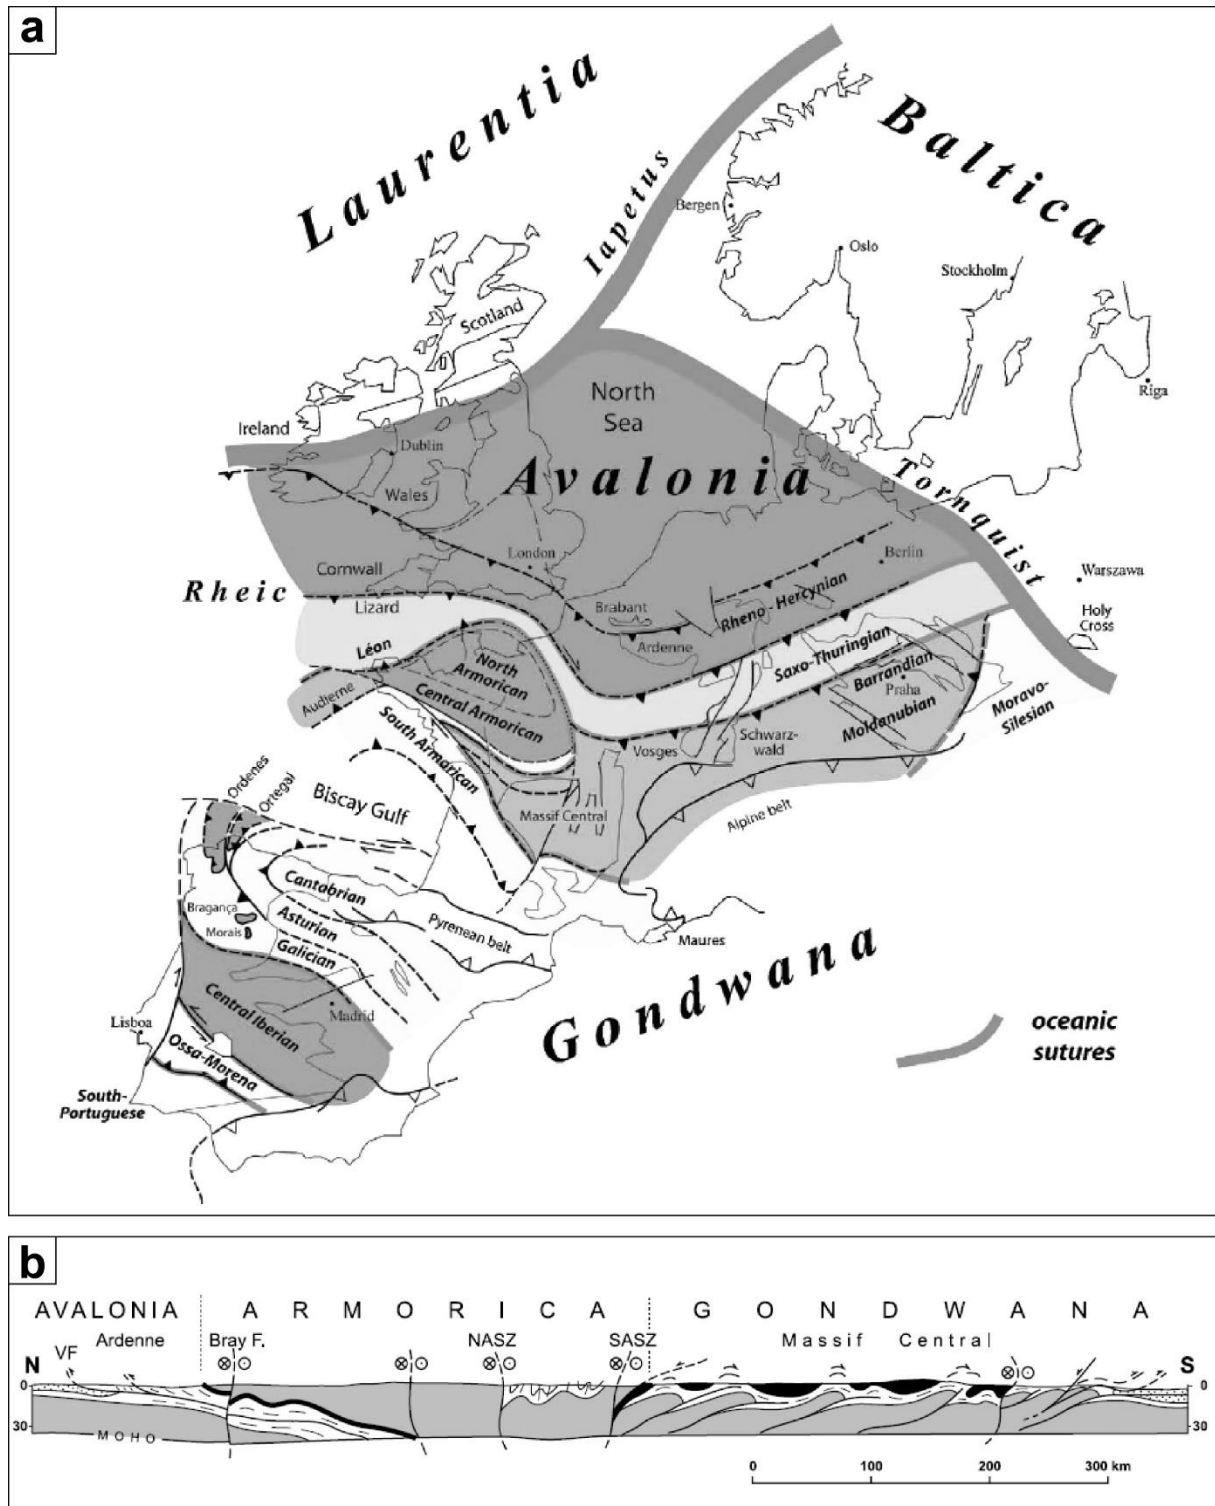 a
Laurentia
Baltica
Iapetus
Bergen
Oslo
Stockholm
Scotland
Riga
North
Sea
Ireland
Dublin
Avalonia
Tornquist
Wales
London
Berlin
Cornwall
Warszawa
Rheic
Lizard
Brabant
Rheno-Hercynian
Holy
Cross
Ardenne
Léon
North
Armorican
Saxo-Thuringian
Barrandian
Praha
Audierne
Central Armorican
Moldanubian
Moravo-
Silesian
South Armorican
Vosges
Schwarz-
wald
Ordenes
Ortegal
Biscay Gulf
Massif Central
Alpine belt
Cantabrian
Bragança
Asturian
Pyrenean belt
Morais
Galician
Maures
Gondwana
Central Iberian
Madrid
Lisboa
Ossa-Morena
oceanic
sutures
South-
Portuguese
b
AVALONIA ARMORICA GONDWANA
Ardenne Bray F. NASZ SASZ Massif Central
VF
N S
0 0
30 30
MOHO
0 100 200 300 km